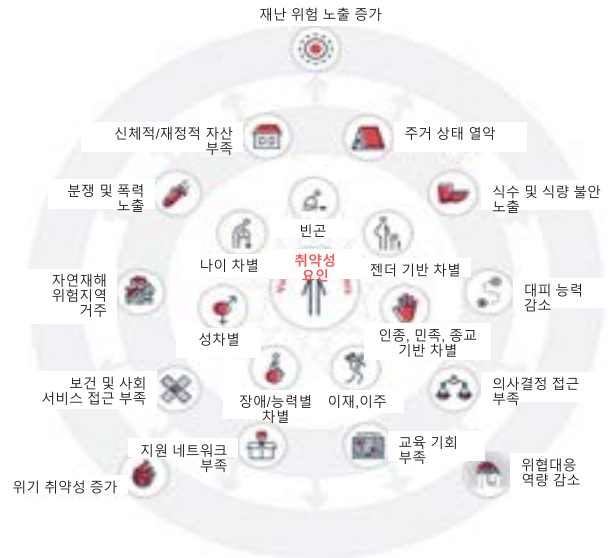 재난 위험 노출 증가
신체적/재정적 자산
부족
주거 상태 열악
분쟁 및 폭력
노출
식수 및 식량 불안
노출
빈곤
나이 차별
취약성
요인
젠더 기반 차별
자연재해
위험지역
거주
대피 능력
감소
성차별
인종, 민족, 종교
기반 차별
보건 및 사회
서비스 접근 부족
장애/능력별
차별
이재,이주
의사결정 접근
부족
지원 네트워크
부족
교육 기회
부족
위기 취약성 증가
위협대응
역량 감소